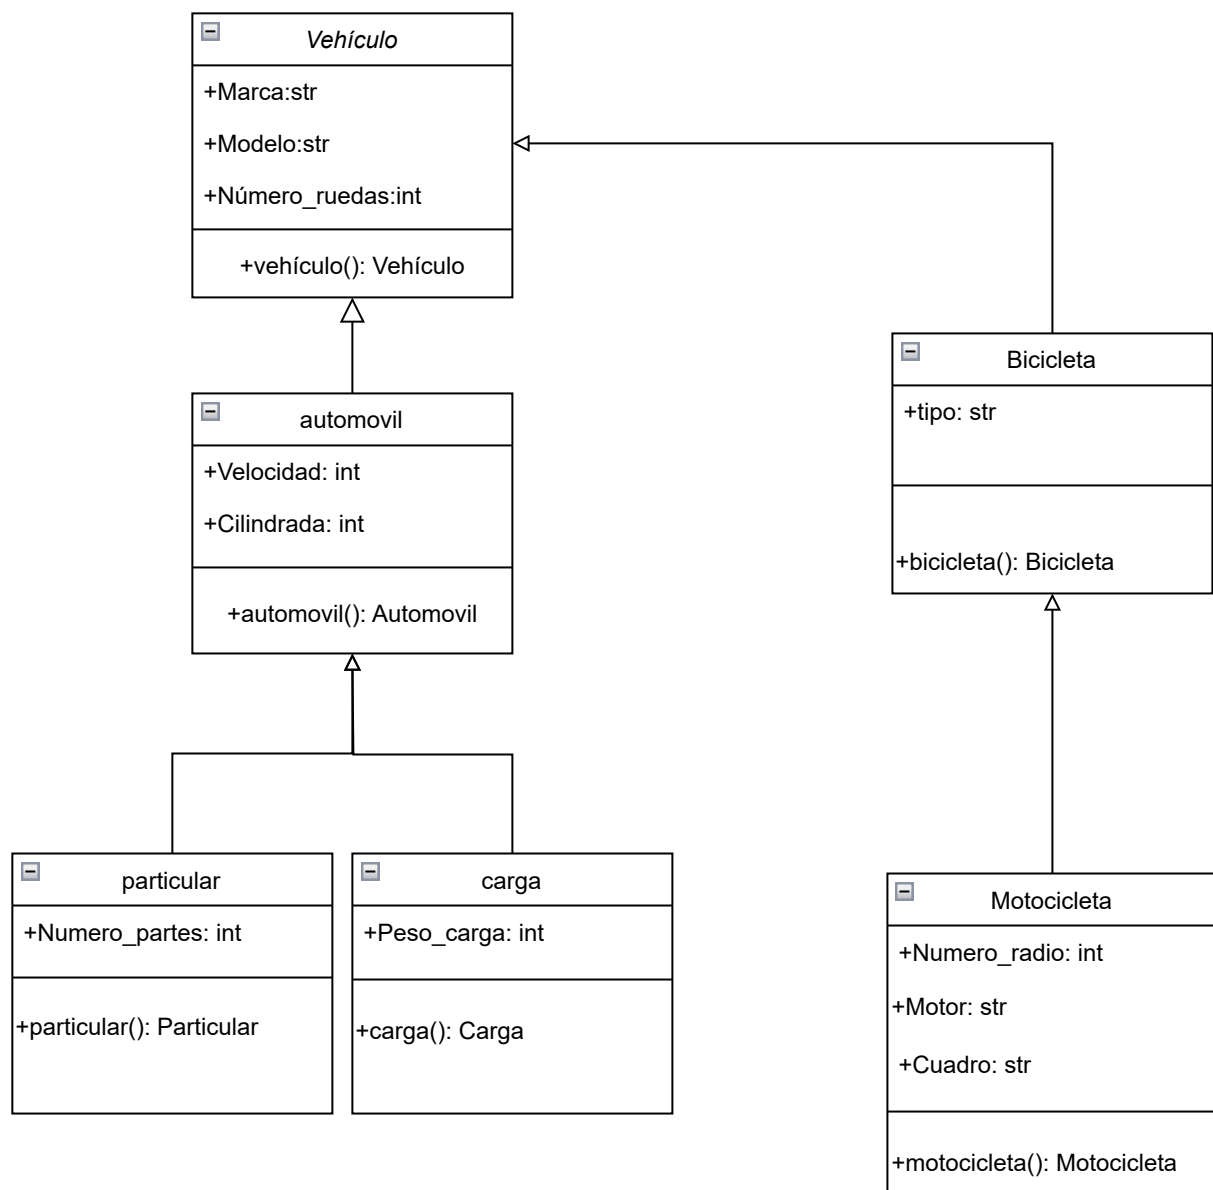 Vehículo
+Marca:str
+Modelo:str
+Número_ruedas:int
+vehículo(): Vehículo
automovil
+Velocidad: int
+Cilindrada: int
+automovil(): Automovil
Bicicleta
+tipo: str
+bicicleta(): Bicicleta
particular
+Numero_partes: int
+particular(): Particular
carga
+Peso_carga: int
+carga(): Carga
Motocicleta
+Numero_radio: int
+Motor: str
+Cuadro: str
+motocicleta(): Motocicleta